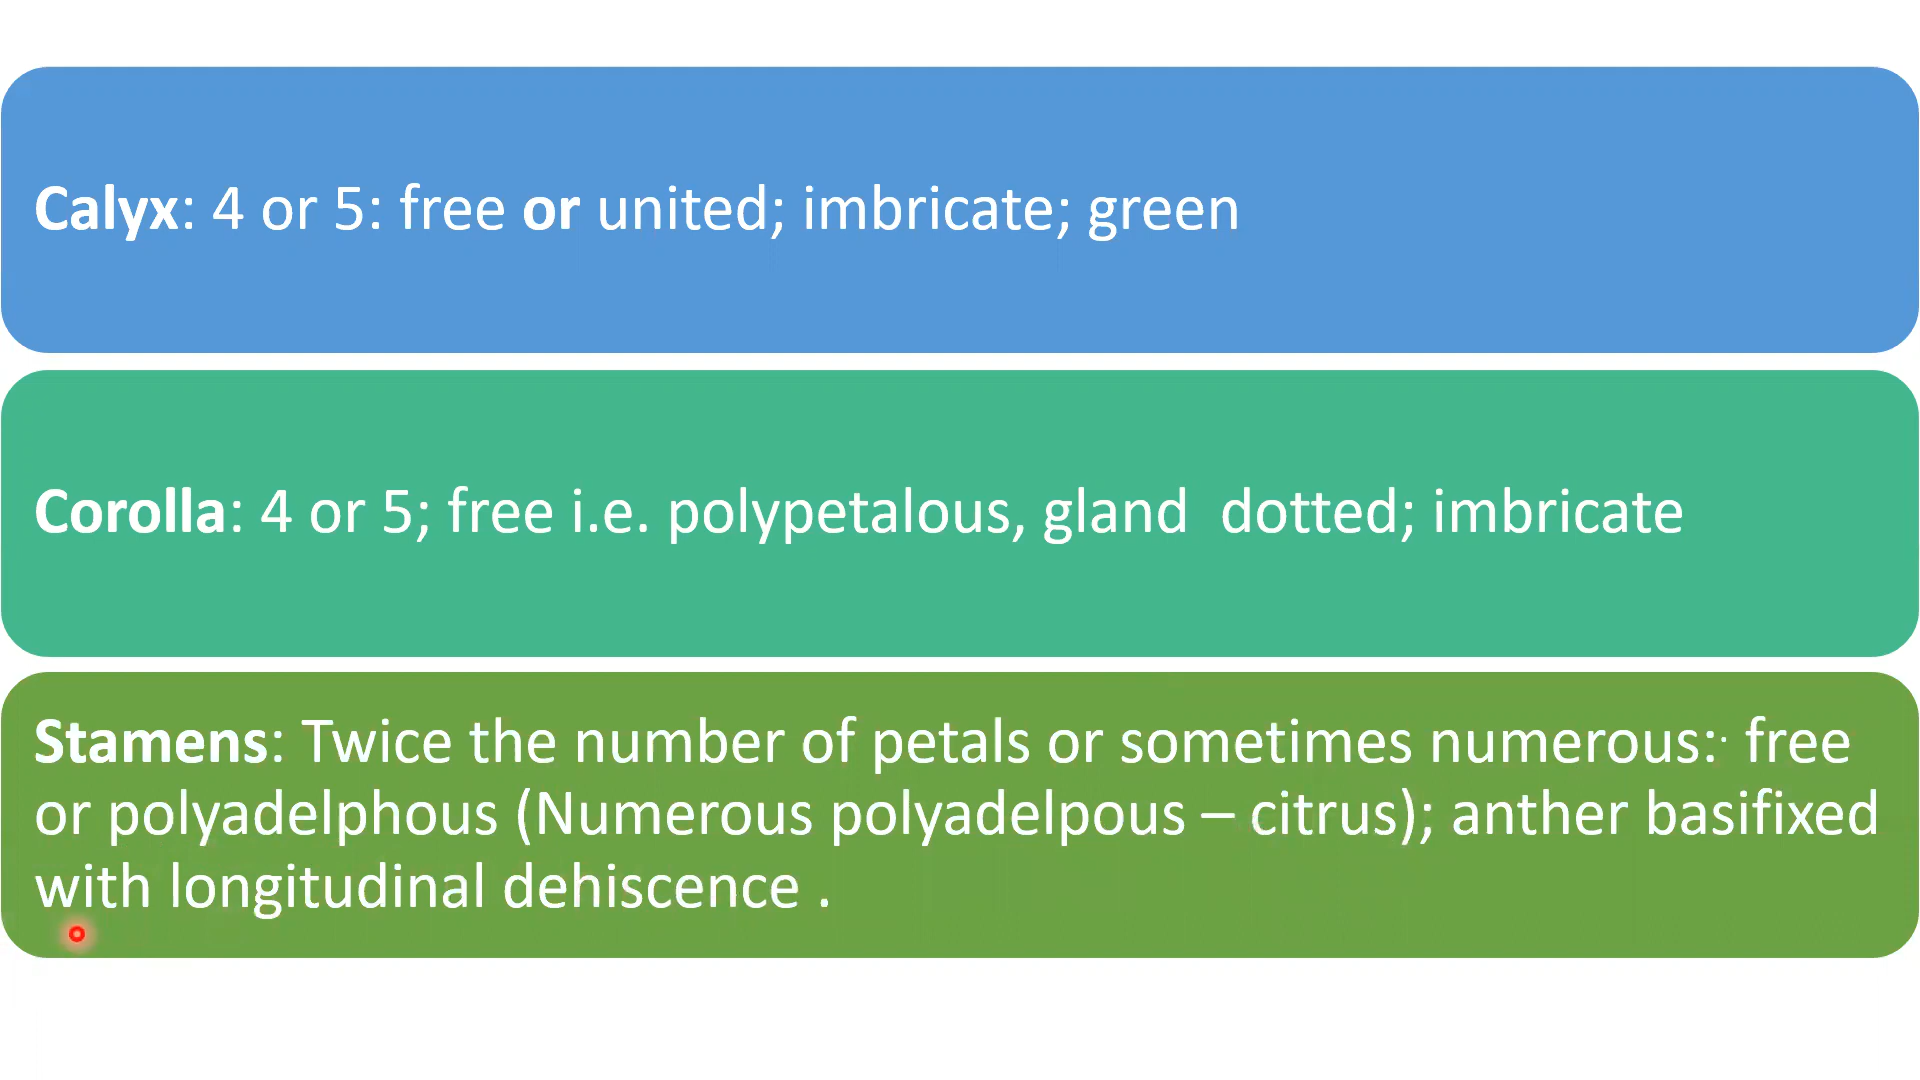 Calyx: 4 or 5: free or united; imbricate; green
Corolla: 4 or 5; free i.e. polypetalous, gland  dotted; imbricate
Stamens: Twice the number of petals or sometimes numerous:· free
or polyadelphous (Numerous polyadelpous – citrus); anther basifixed
with longitudinal dehiscence .